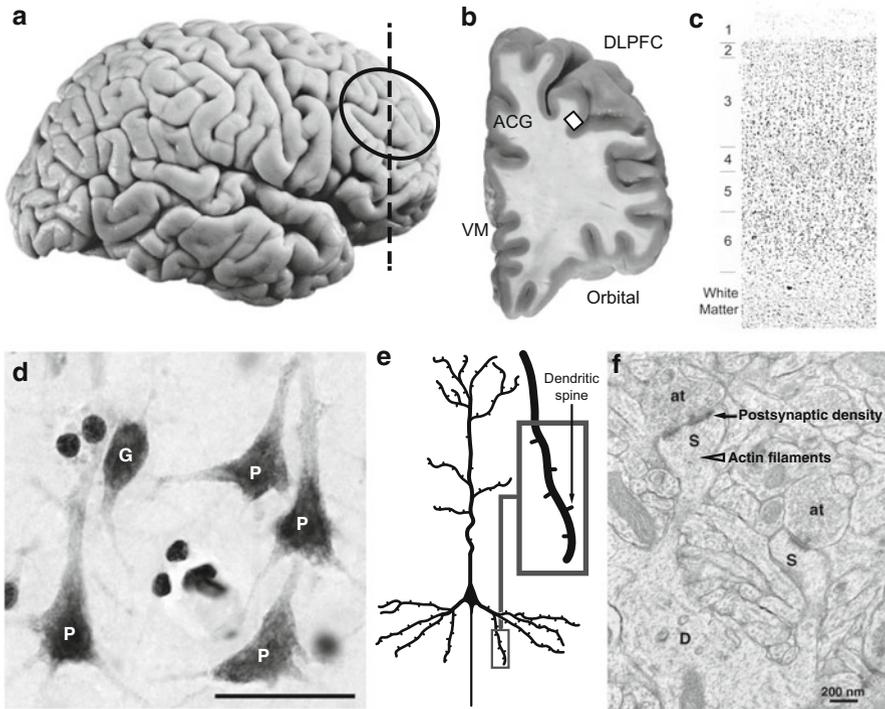 a
b
DLPFC
ACG
VM
Orbital
c
1
2
3
4
5
6
White
Matter
d
G
P
P
P
P
e
Dendritic
spine
f
at
Postsynaptic density
S
Actin filaments
at
S
D
200 nm